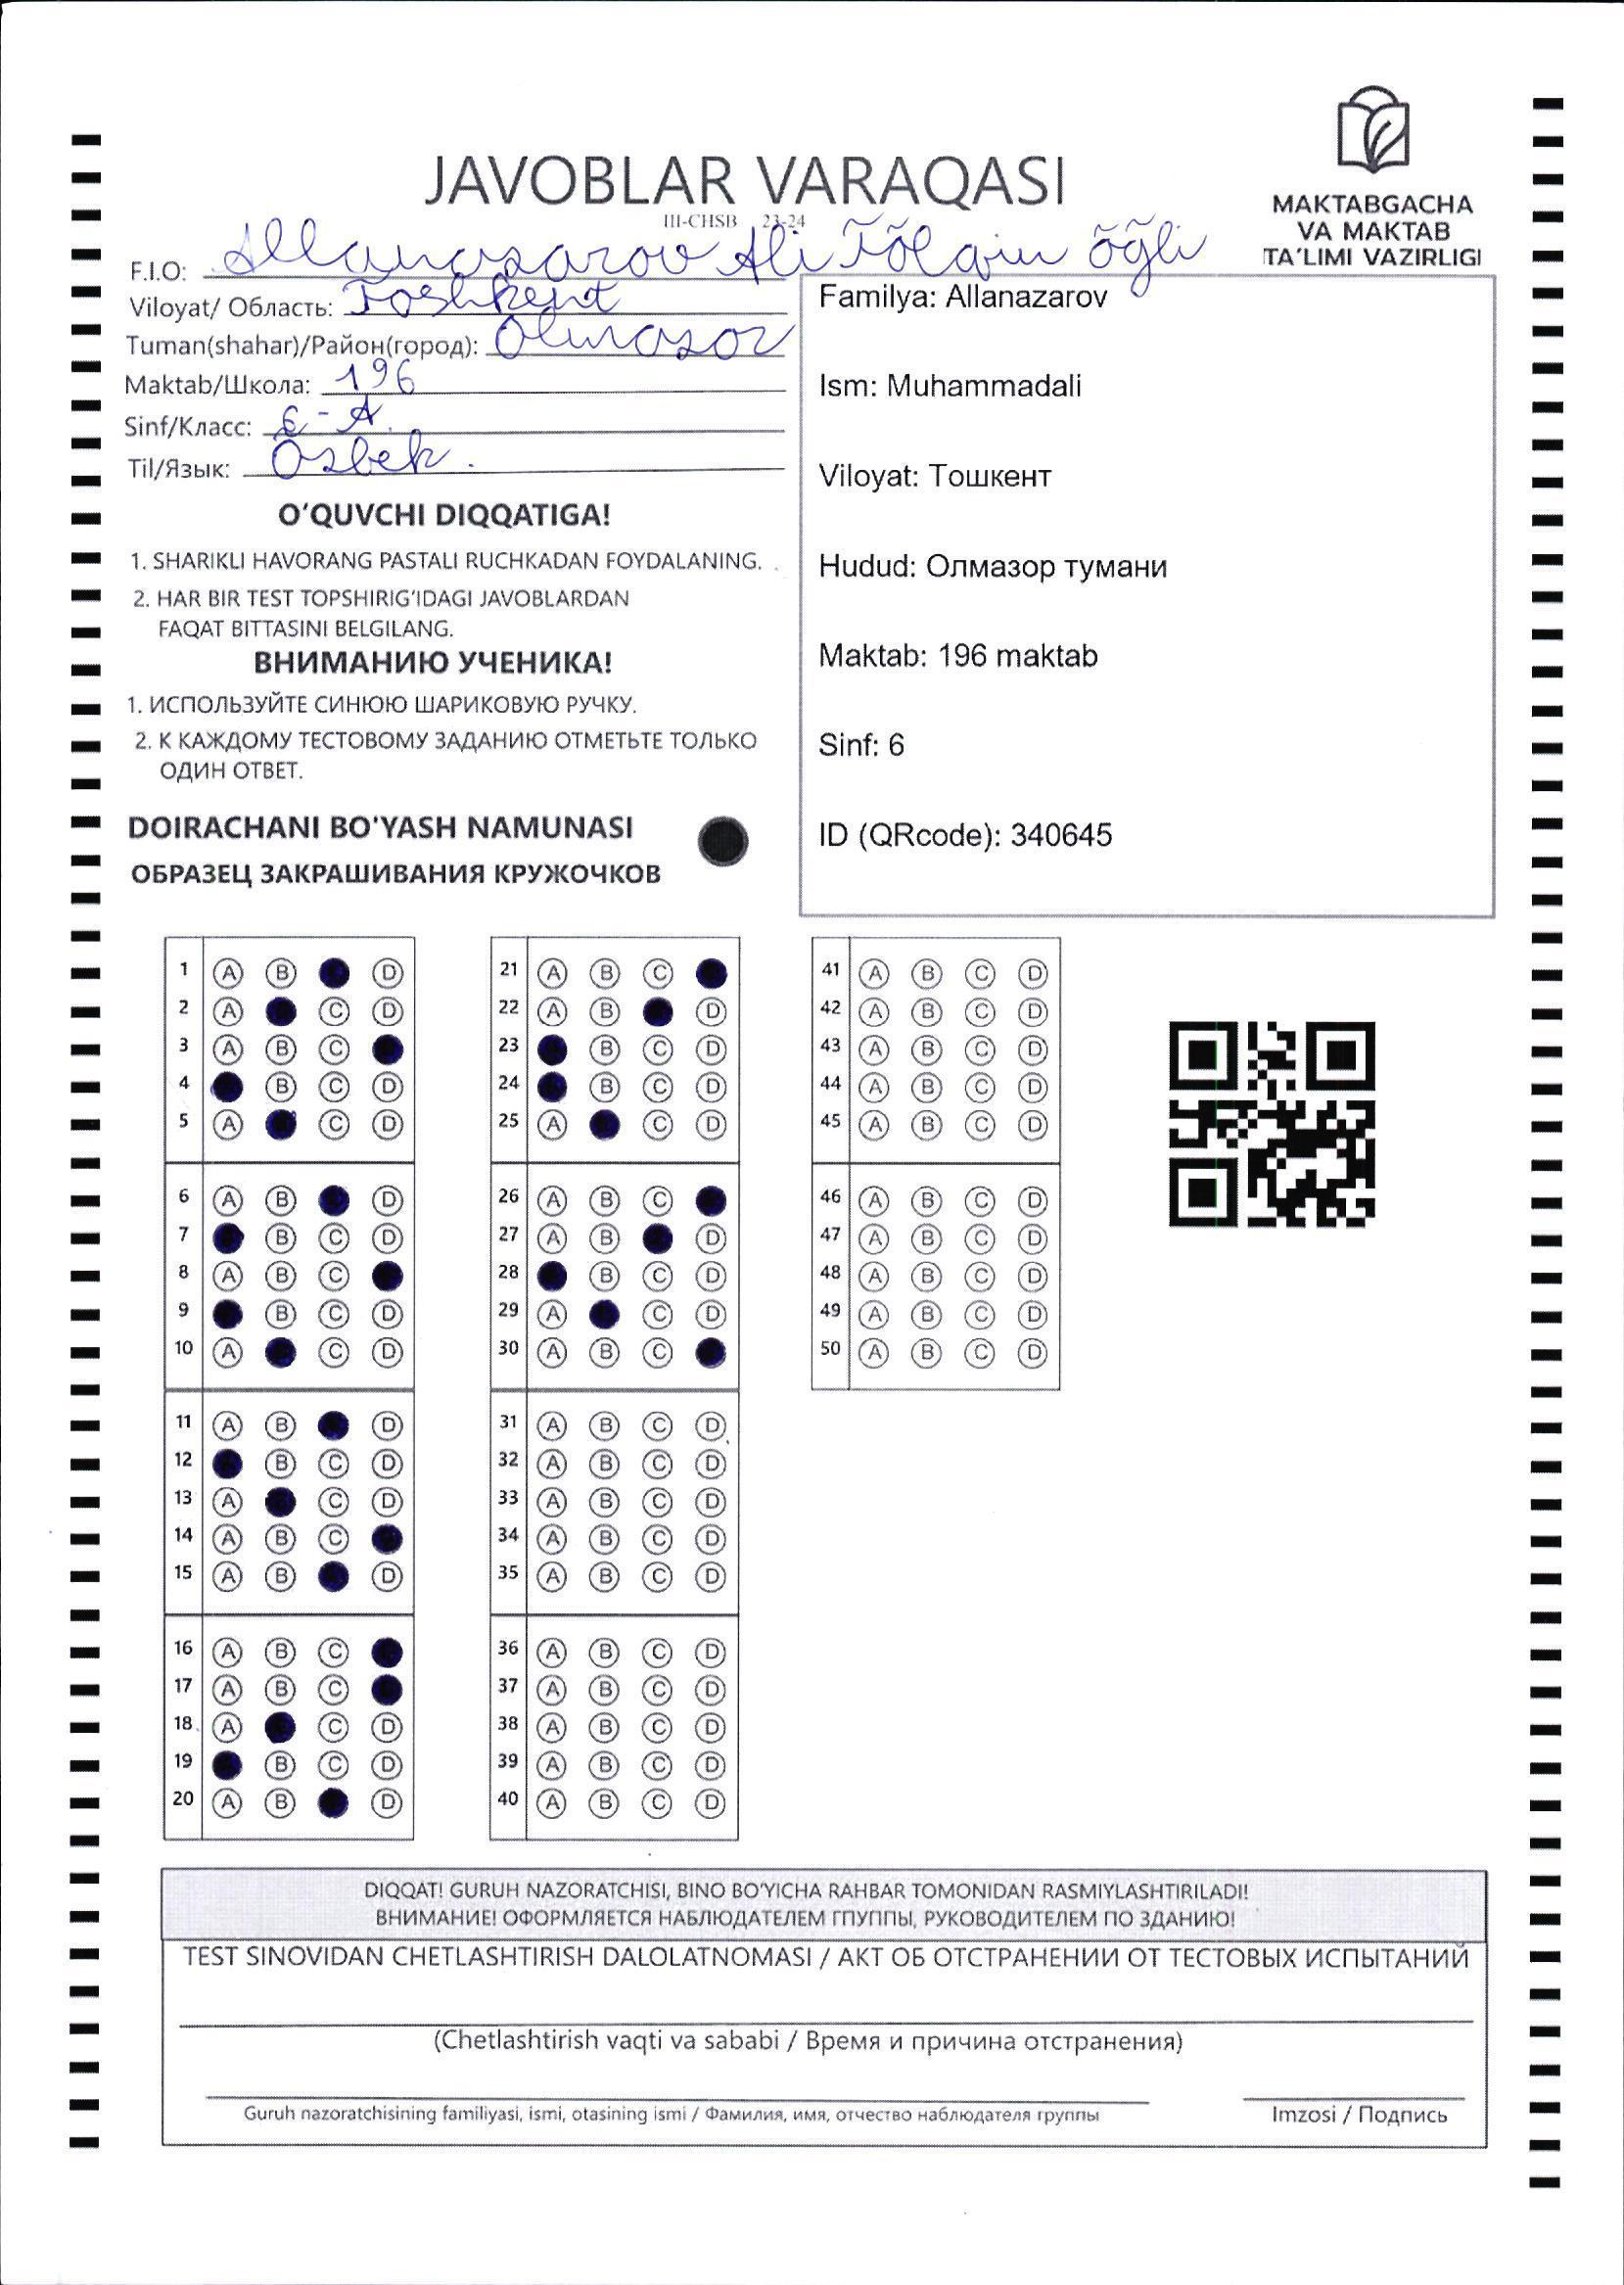 JAVOBLAR VARAQASI
III-CHSB 23-24
MAKTABGACHA
VA MAKTAB
TA'LIMI VAZIRLIGI
F.I.O: Allanazarov Ali Tõlqin õğli
Viloyat/ Область: Toshkent
Tuman(shahar)/Район(город): Olmazor
Maktab/Школа: 196
Sinf/Класс: 6-A.
Til/Язык: Ozbek.
Familya: Allanazarov
Ism: Muhammadali
Viloyat: Тошкент
Hudud: Олмазор тумани
Maktab: 196 maktab
Sinf: 6
ID (QRcode): 340645
O'QUVCHI DIQQATIGA!
1. SHARIKLI HAVORANG PASTALI RUCHKADAN FOYDALANING.
2. HAR BIR TEST TOPSHIRIG'IDAGI JAVOBLARDAN
FAQAT BITTASINI BELGILANG.
ВНИМАНИЮ УЧЕНИКА!
1. ИСПОЛЬЗУЙТЕ СИНЮЮ ШАРИКОВУЮ РУЧКУ.
2. К КАЖДОМУ ТЕСТОВОМУ ЗАДАНИЮ ОТМЕТЬТЕ ТОЛЬКО
ОДИН ОТВЕТ.
DOIRACHANI BO'YASH NAMUNASI
ОБРАЗЕЦ ЗАКРАШИВАНИЯ КРУЖОЧКОВ
1 A B D
2 A C D
3 A B C
4 B C D
5 A C D
6 A B D
7 B C D
8 A B C
9 B C D
10 A C D
11 A B D
12 B C D
13 A C D
14 A B C
15 A B D
16 A B C
17 A B C
18 A C D
19 B C D
20 A B D
21 A B C
22 A B D
23 B C D
24 B C D
25 A C D
26 A B C
27 A B D
28 B C D
29 A C D
30 A B C
31 A B C D
32 A B C D
33 A B C D
34 A B C D
35 A B C D
36 A B C D
37 A B C D
38 A B C D
39 A B C D
40 A B C D
41 A B C D
42 A B C D
43 A B C D
44 A B C D
45 A B C D
46 A B C D
47 A B C D
48 A B C D
49 A B C D
50 A B C D
DIQQAT! GURUH NAZORATCHISI, BINO BO'YICHA RAHBAR TOMONIDAN RASMIYLASHTIRILADI!
ВНИМАНИЕ! ОФОРМЛЯЕТСЯ НАБЛЮДАТЕЛЕМ ГПУППЫ, РУКОВОДИТЕЛЕМ ПО ЗДАНИЮ!
TEST SINOVIDAN CHETLASHTIRISH DALOLATNOMASI / АКТ ОБ ОТСТРАНЕНИИ ОТ ТЕСТОВЫХ ИСПЫТАНИЙ
(Chetlashtirish vaqti va sababi / Время и причина отстранения)
Guruh nazoratchisining familiyasi, ismi, otasining ismi / Фамилия, имя, отчество наблюдателя группы
Imzosi / Подпись